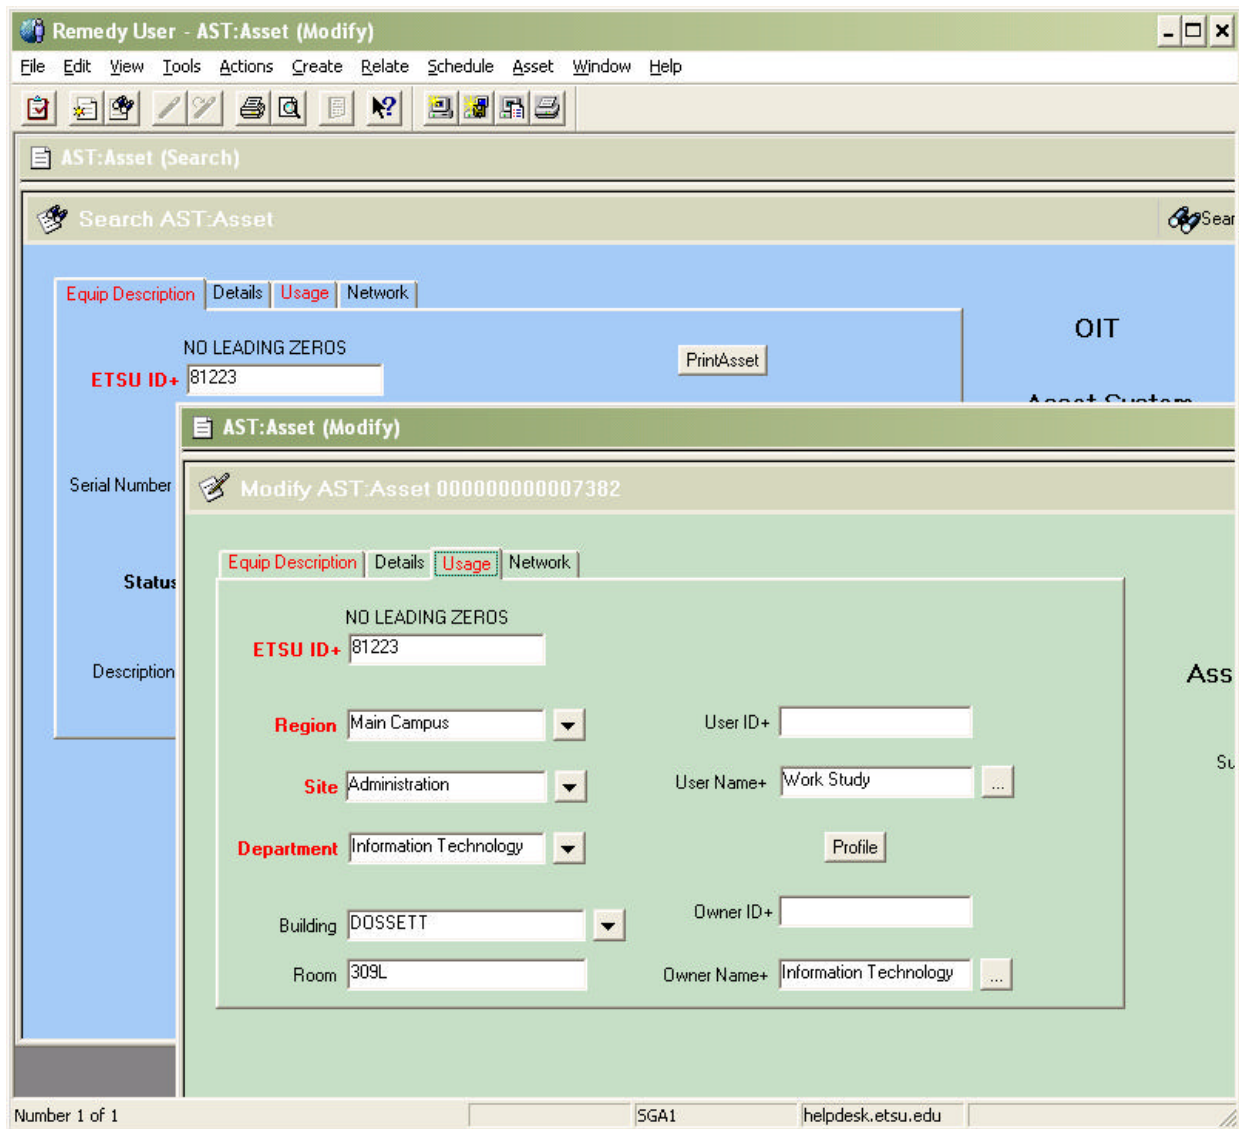 Remedy User - AST:Asset (Modify)
File Edit View Tools Actions Create Relate Schedule Asset Window Help
AST:Asset (Search)
Search AST:Asset
Equip Description Details Usage Network
OIT
NO LEADING ZEROS
PrintAsset
ETSU ID+ 81223
Asset System
AST:Asset (Modify)
Serial Number
Modify AST:Asset 000000000007382
Equip Description Details Usage Network
Status
NO LEADING ZEROS
ETSU ID+ 81223
Description
Region Main Campus User ID+
Site Administration User Name+ Work Study ...
Department Information Technology Profile
Building DOSSETT Owner ID+
Room 309L Owner Name+ Information Technology ...
Number 1 of 1 SGA1 helpdesk.etsu.edu